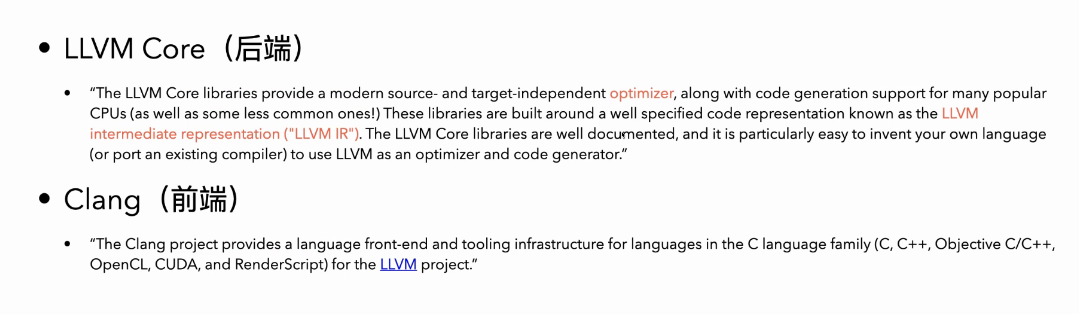 • LLVM Core（后端）
• “The LLVM Core libraries provide a modern source- and target-independent optimizer, along with code generation support for many popular
CPUs (as well as some less common ones!) These libraries are built around a well specified code representation known as the LLVM
intermediate representation ("LLVM IR"). The LLVM Core libraries are well documented, and it is particularly easy to invent your own language
(or port an existing compiler) to use LLVM as an optimizer and code generator.”
• Clang（前端）
• “The Clang project provides a language front-end and tooling infrastructure for languages in the C language family (C, C++, Objective C/C++,
OpenCL, CUDA, and RenderScript) for the LLVM project.”